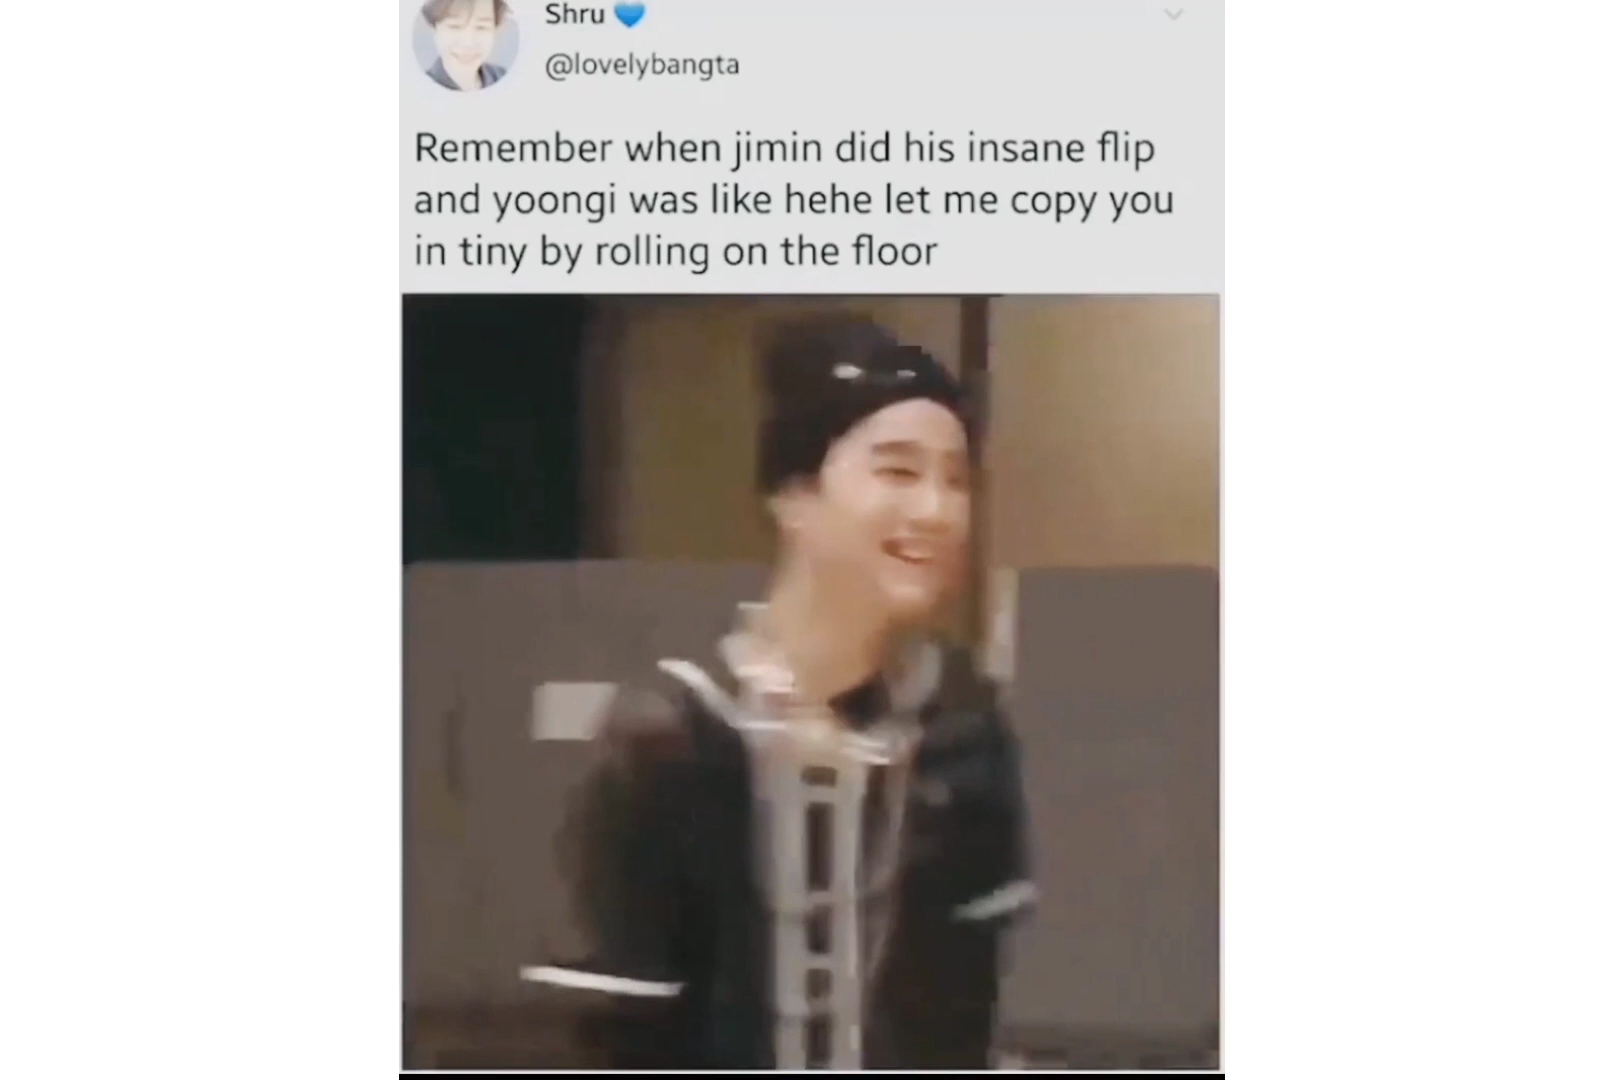 Shru 💙
@lovelybangta
Remember when jimin did his insane flip
and yoongi was like hehe let me copy you
in tiny by rolling on the floor